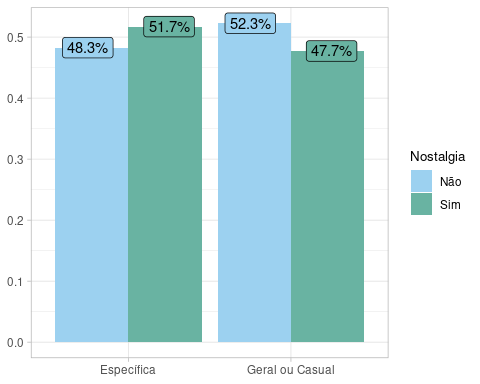 0.5
0.4
0.3
0.2
0.1
0.0
48.3%
51.7%
52.3%
47.7%
Específica
Geral ou Casual
Nostalgia
Não
Sim